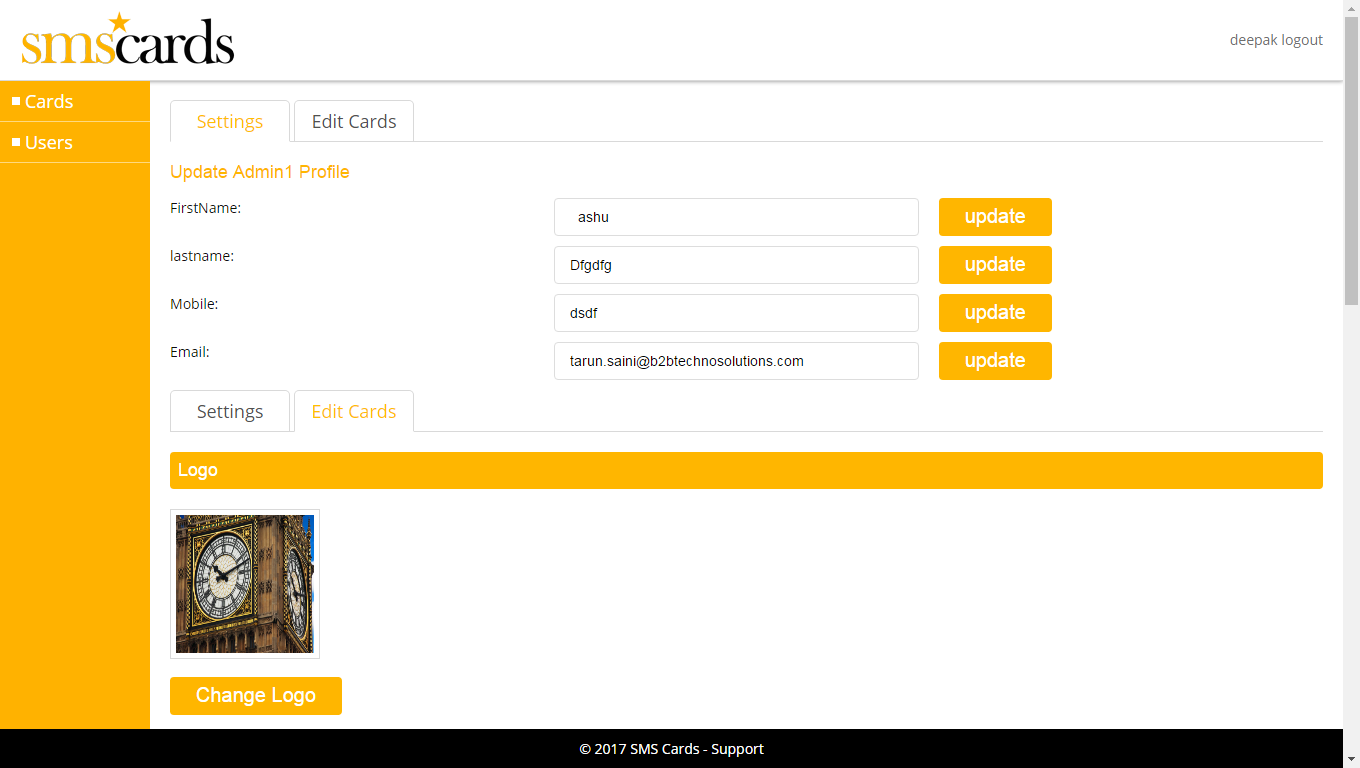 smscards
deepak logout
Cards
Users
Settings Edit Cards
Update Admin1 Profile
FirstName: ashu update
lastname: Dfgdfg update
Mobile: dsdf update
Email: tarun.saini@b2btechnosolutions.com update
Settings Edit Cards
Logo
Change Logo
© 2017 SMS Cards - Support